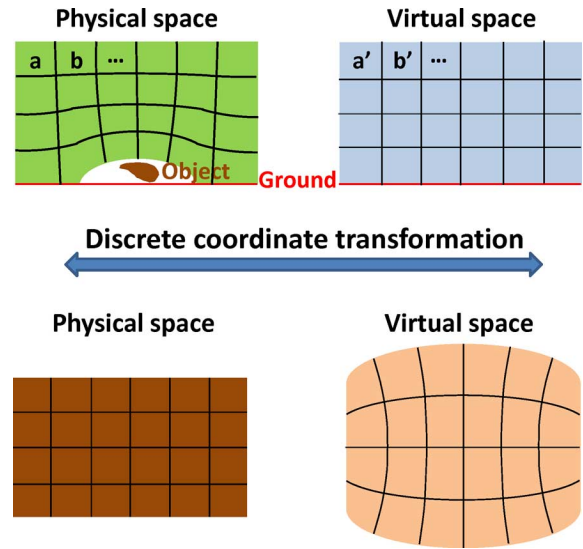 Physical space
Virtual space
a b ...
a’ b’ ...
Object
Ground
Discrete coordinate transformation
Physical space
Virtual space